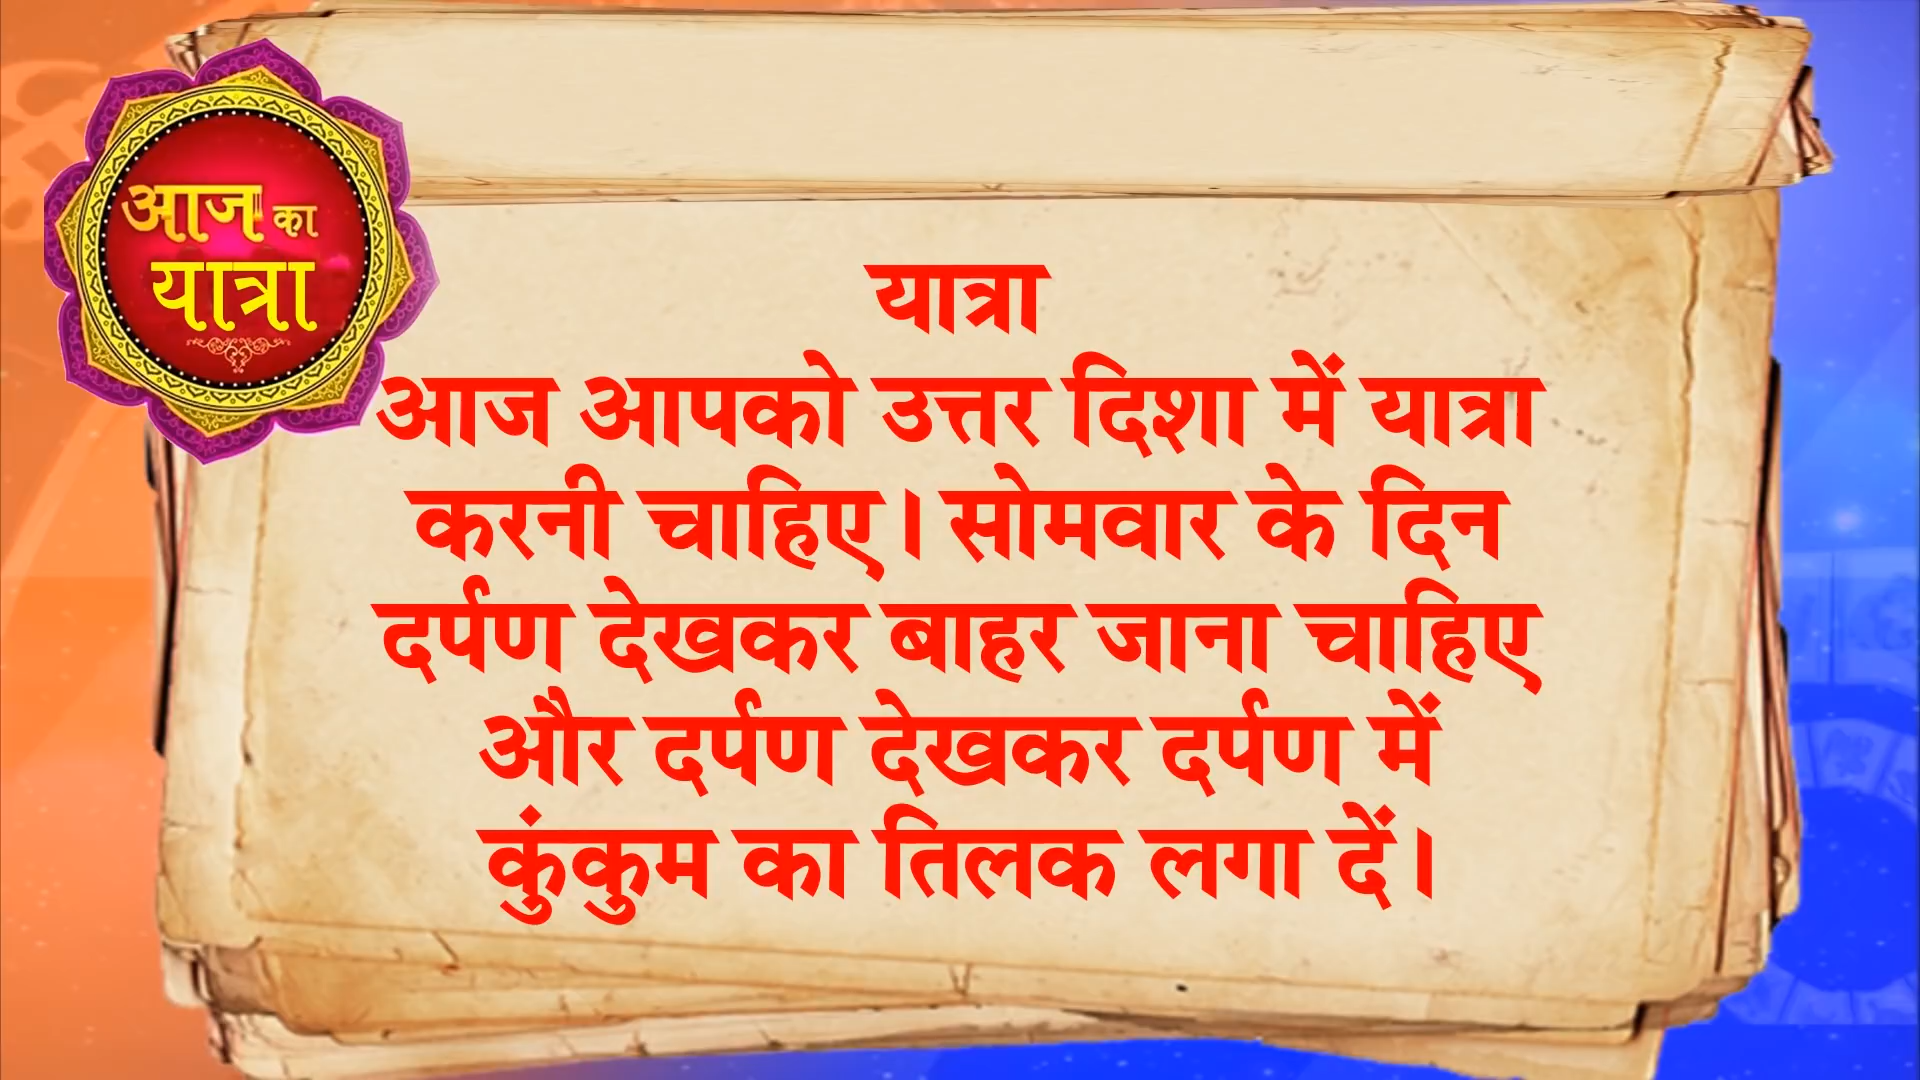 आज का
यात्रा
यात्रा
आज आपको उत्तर दिशा में यात्रा
करनी चाहिए। सोमवार के दिन
दर्पण देखकर बाहर जाना चाहिए
और दर्पण देखकर दर्पण में
कुंकुम का तिलक लगा दें।